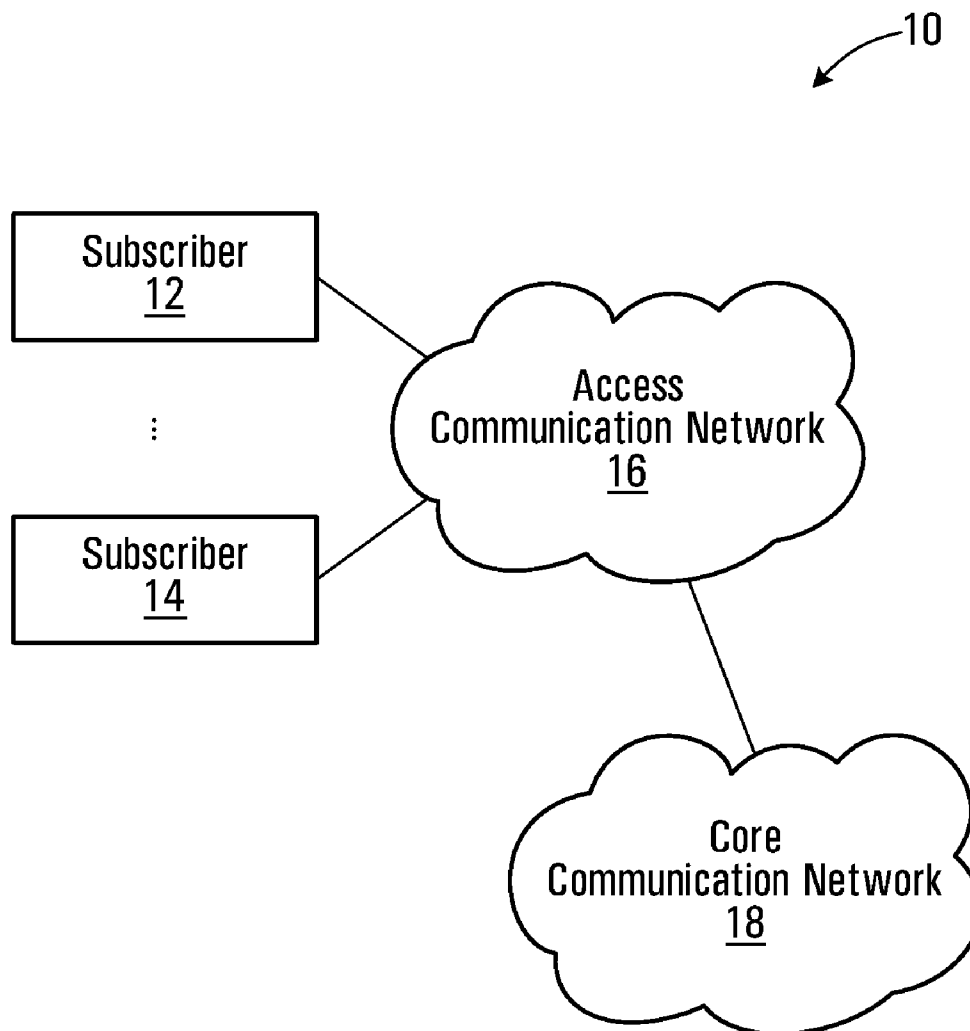 10
Subscriber
12
Access
Communication Network
16
...
Subscriber
14
Core
Communication Network
18